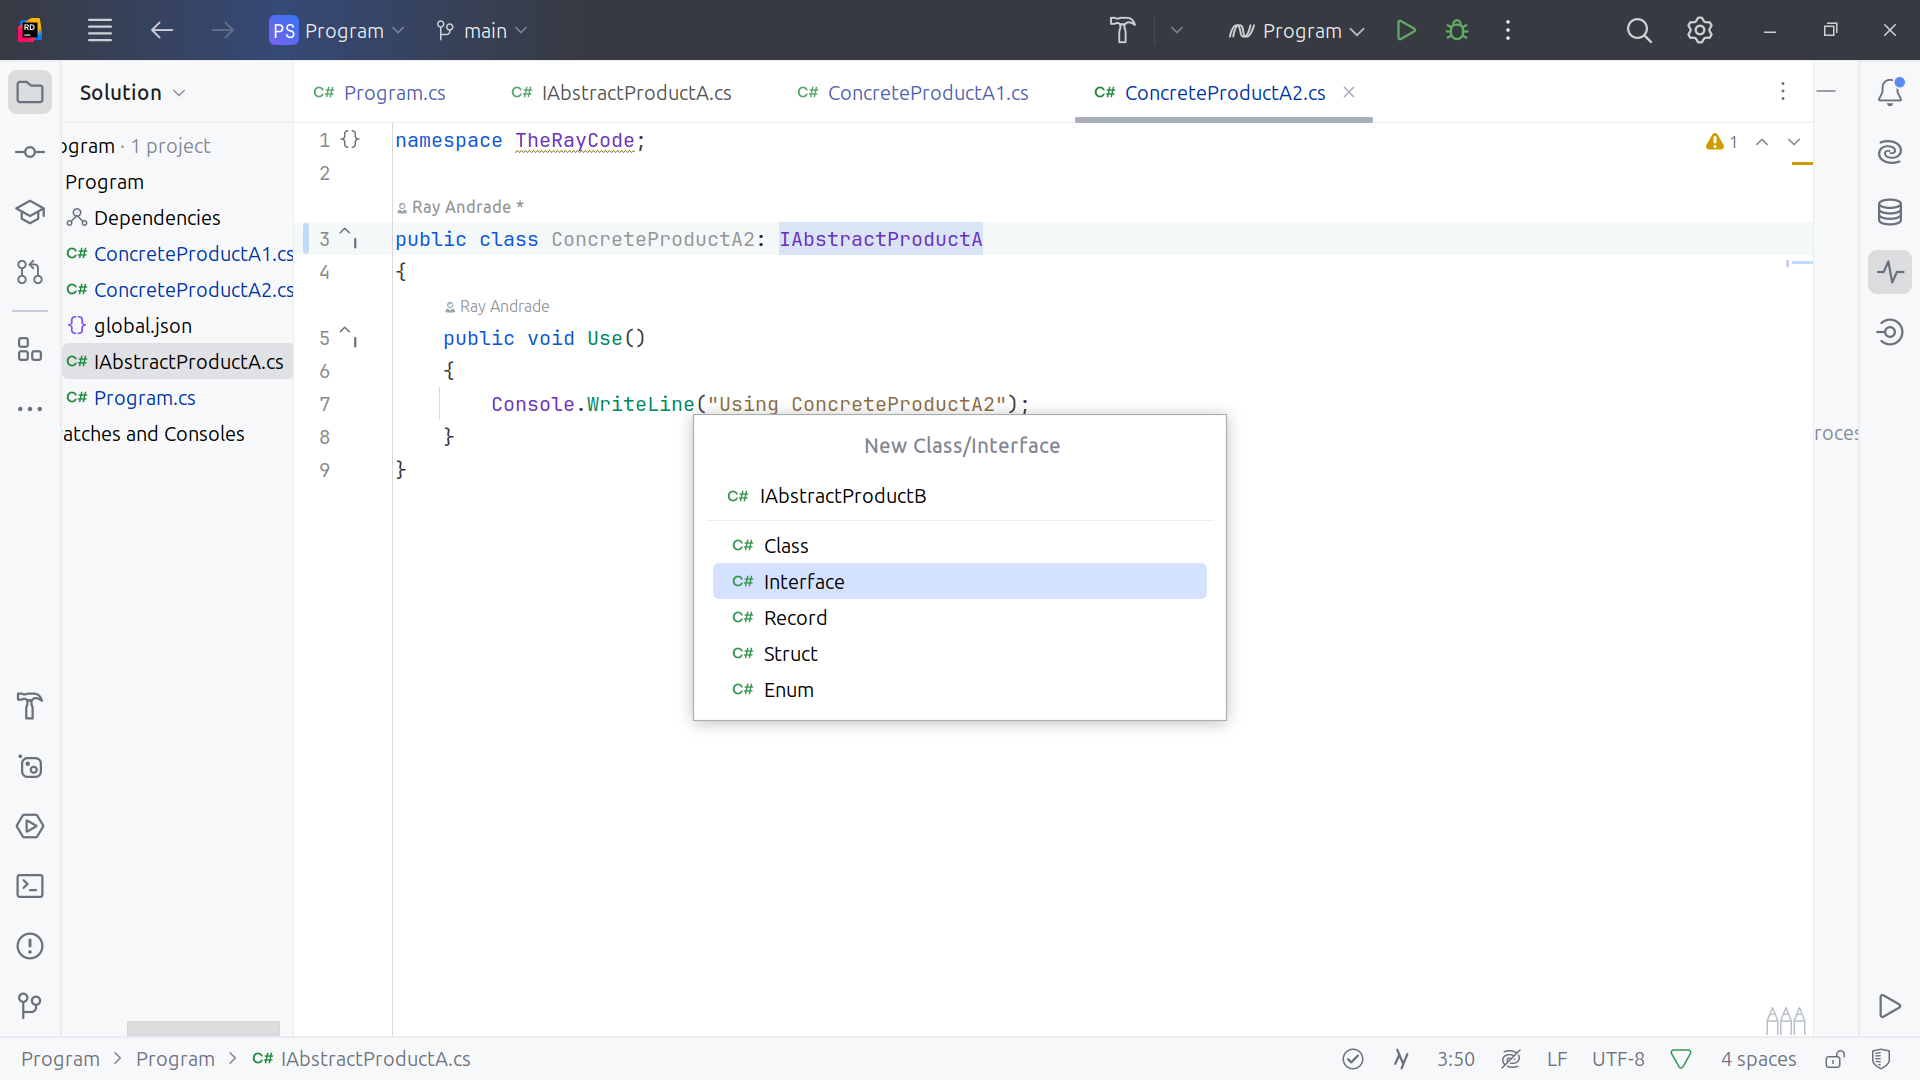 PS Program main Program
Solution
Program.cs IAbstractProductA.cs ConcreteProductA1.cs ConcreteProductA2.cs
ogram · 1 project
Program
Dependencies
C# ConcreteProductA1.cs
C# ConcreteProductA2.cs
{} global.json
C# IAbstractProductA.cs
C# Program.cs
atches and Consoles
1 {} namespace TheRayCode;
2
Ray Andrade *
3 public class ConcreteProductA2: IAbstractProductA
4 {
Ray Andrade
5 public void Use()
6 {
7 Console.WriteLine("Using ConcreteProductA2");
8 }
9 }
1
New Class/Interface
C# IAbstractProductB
C# Class
C# Interface
C# Record
C# Struct
C# Enum
roces
Program > Program > C# IAbstractProductA.cs
3:50 LF UTF-8 4 spaces